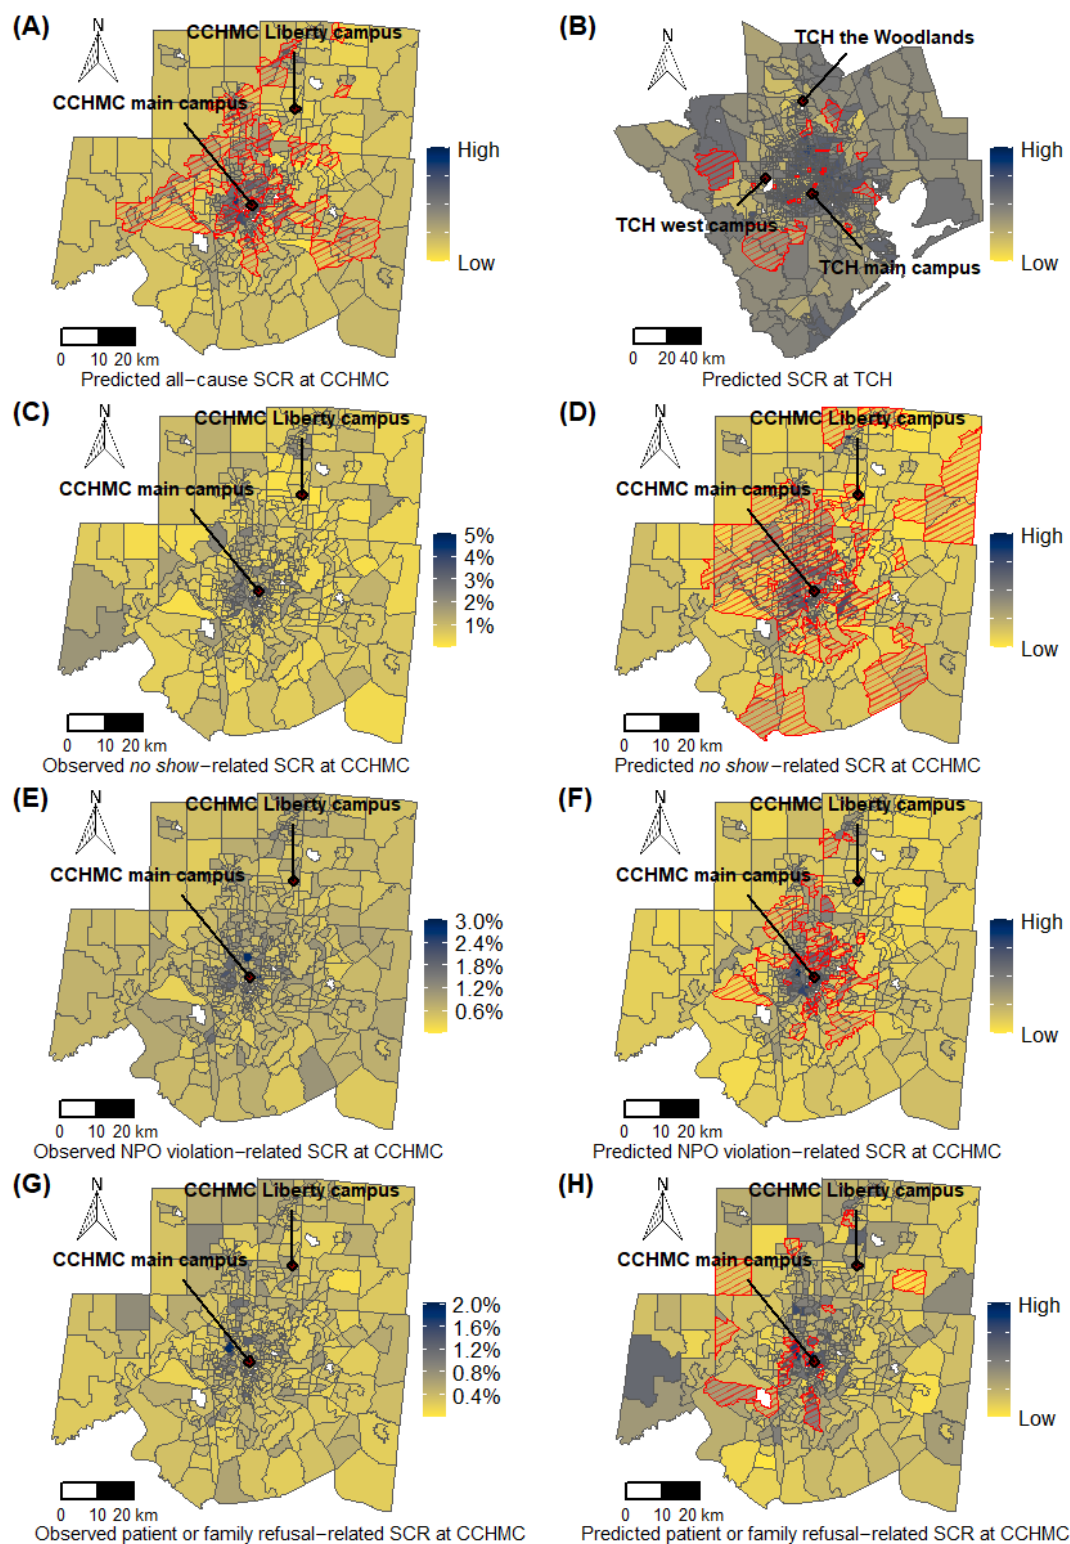 (A)
N
CCHMC Liberty campus
CCHMC main campus
High
Low
0 10 20 km
Predicted all−cause SCR at CCHMC
(B)
N
TCH the Woodlands
TCH west campus
TCH main campus
High
Low
0 20 40 km
Predicted SCR at TCH
(C)
N
CCHMC Liberty campus
CCHMC main campus
5%
4%
3%
2%
1%
0 10 20 km
Observed no show−related SCR at CCHMC
(D)
N
CCHMC Liberty campus
CCHMC main campus
High
Low
0 10 20 km
Predicted no show−related SCR at CCHMC
(E)
N
CCHMC Liberty campus
CCHMC main campus
3.0%
2.4%
1.8%
1.2%
0.6%
0 10 20 km
Observed NPO violation−related SCR at CCHMC
(F)
N
CCHMC Liberty campus
CCHMC main campus
High
Low
0 10 20 km
Predicted NPO violation−related SCR at CCHMC
(G)
N
CCHMC Liberty campus
CCHMC main campus
2.0%
1.6%
1.2%
0.8%
0.4%
0 10 20 km
Observed patient or family refusal−related SCR at CCHMC
(H)
N
CCHMC Liberty campus
CCHMC main campus
High
Low
0 10 20 km
Predicted patient or family refusal−related SCR at CCHMC